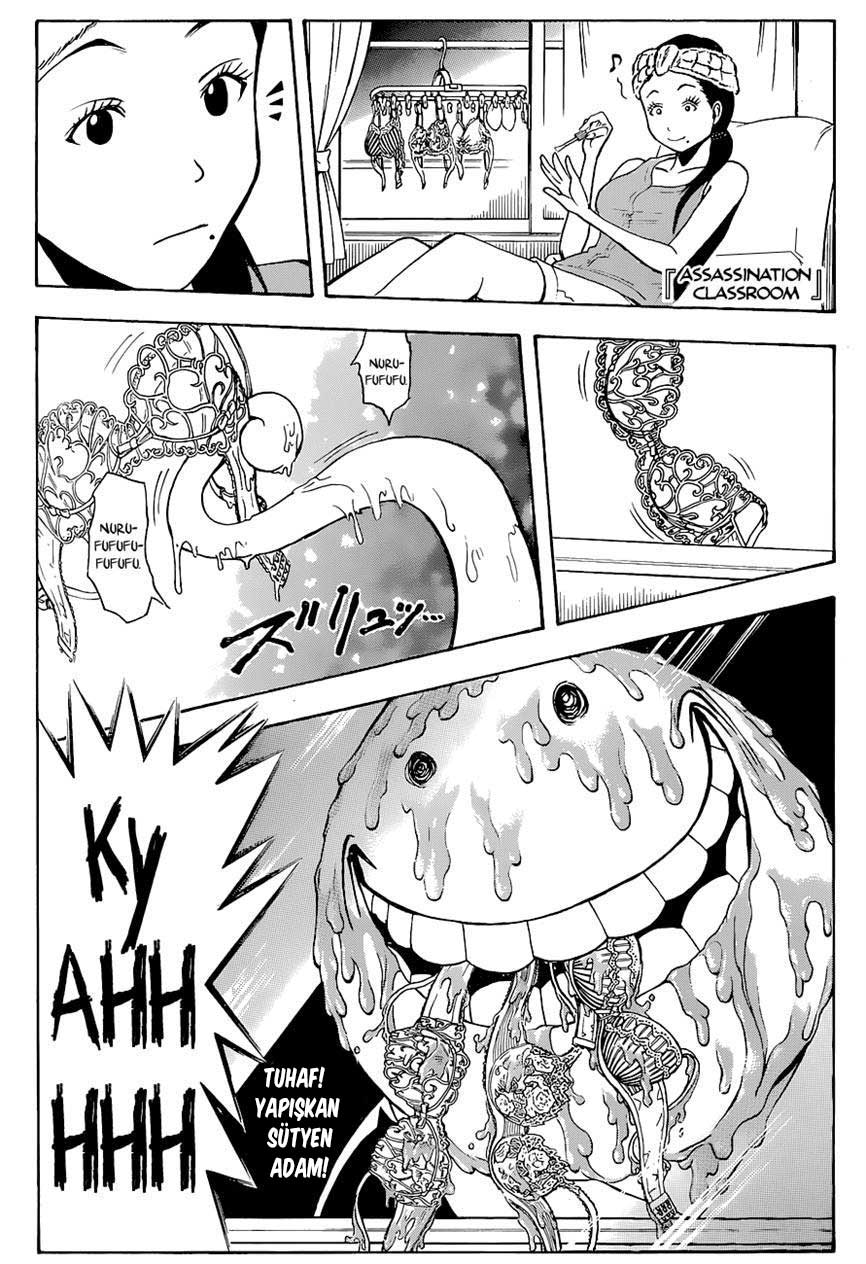 ASSASSINATION
CLASSROOM
NURU-
FUFUFU.
NURU-
FUFUFU-
FUFUFU.
ズリュッ...
Ky
AHH
HHH
TUHAF!
YAPIŞKAN
SÜTYEN
ADAM!